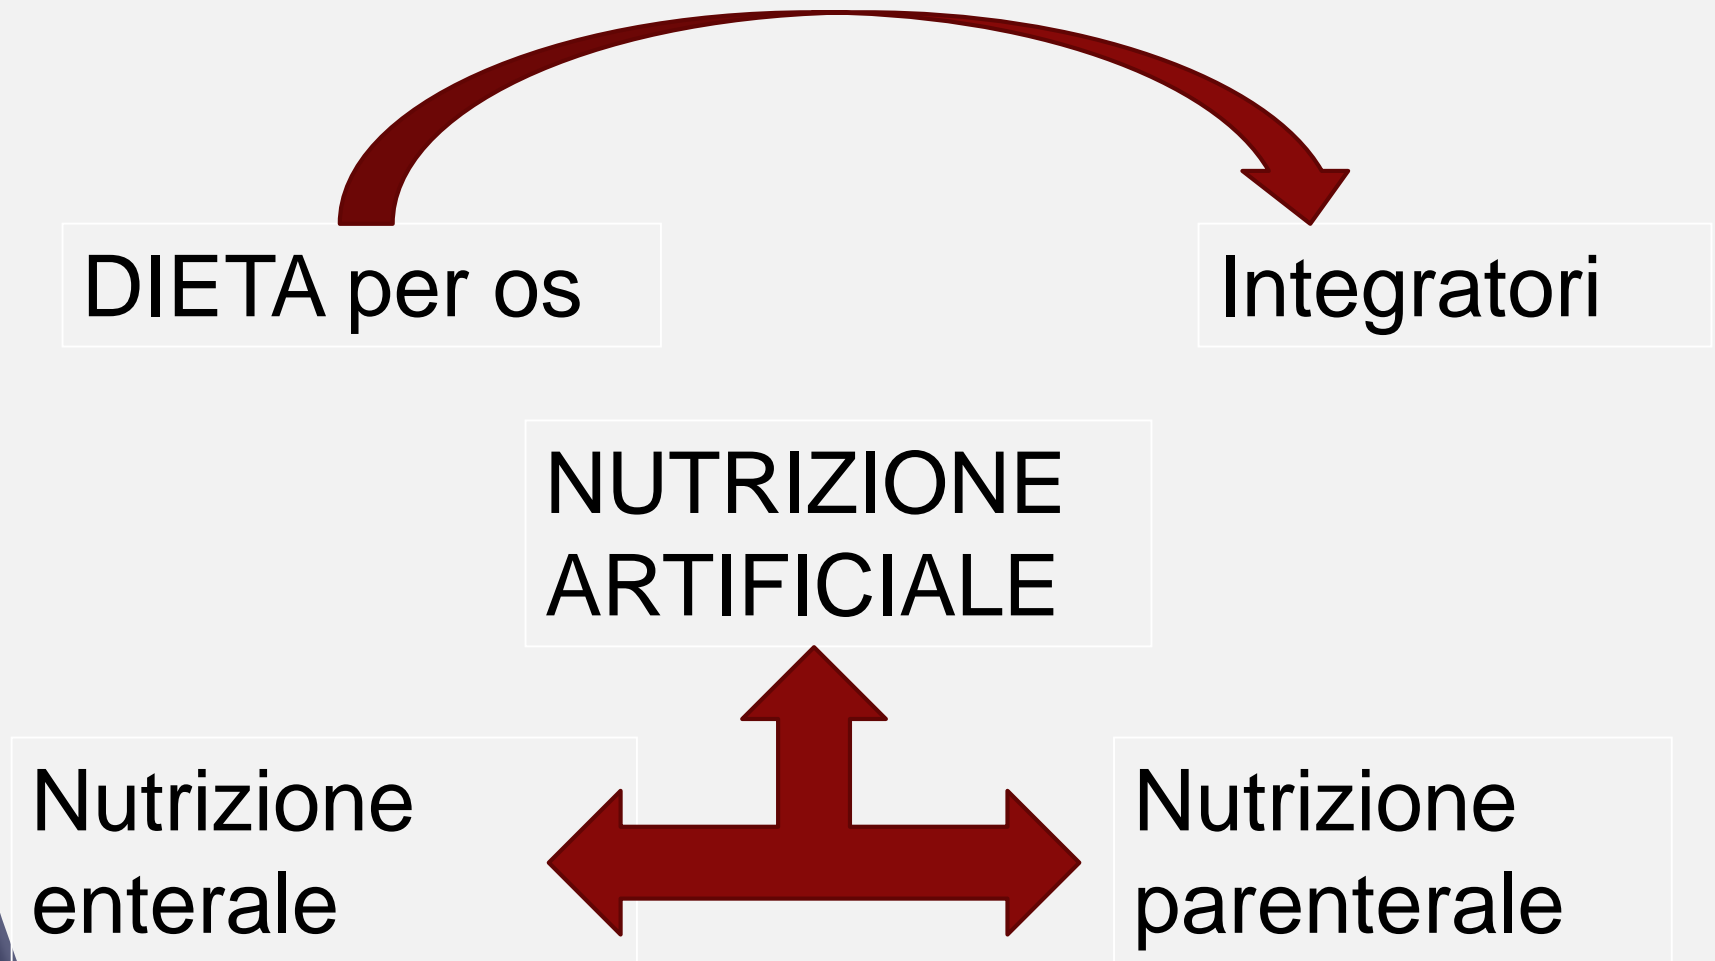 DIETA per os
Integratori
NUTRIZIONE
ARTIFICIALE
Nutrizione
enterale
Nutrizione
parenterale